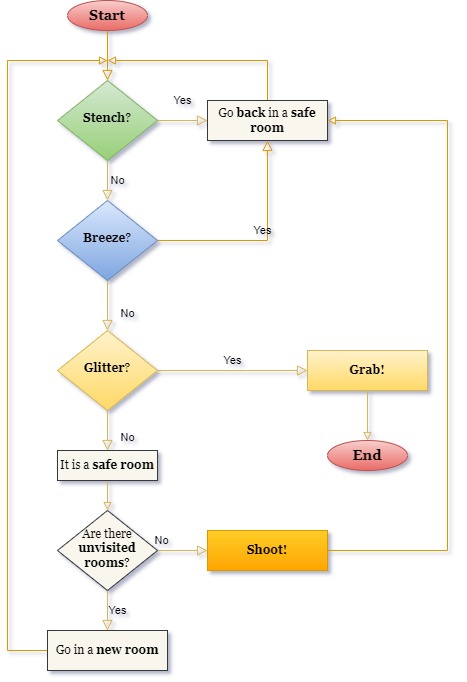 Start
Yes
Stench?
Go back in a safe
room
No
Breeze?
Yes
No
Glitter?
Yes
Grab!
No
End
It is a safe room
Are there
unvisited
rooms?
No
Shoot!
Yes
Go in a new room